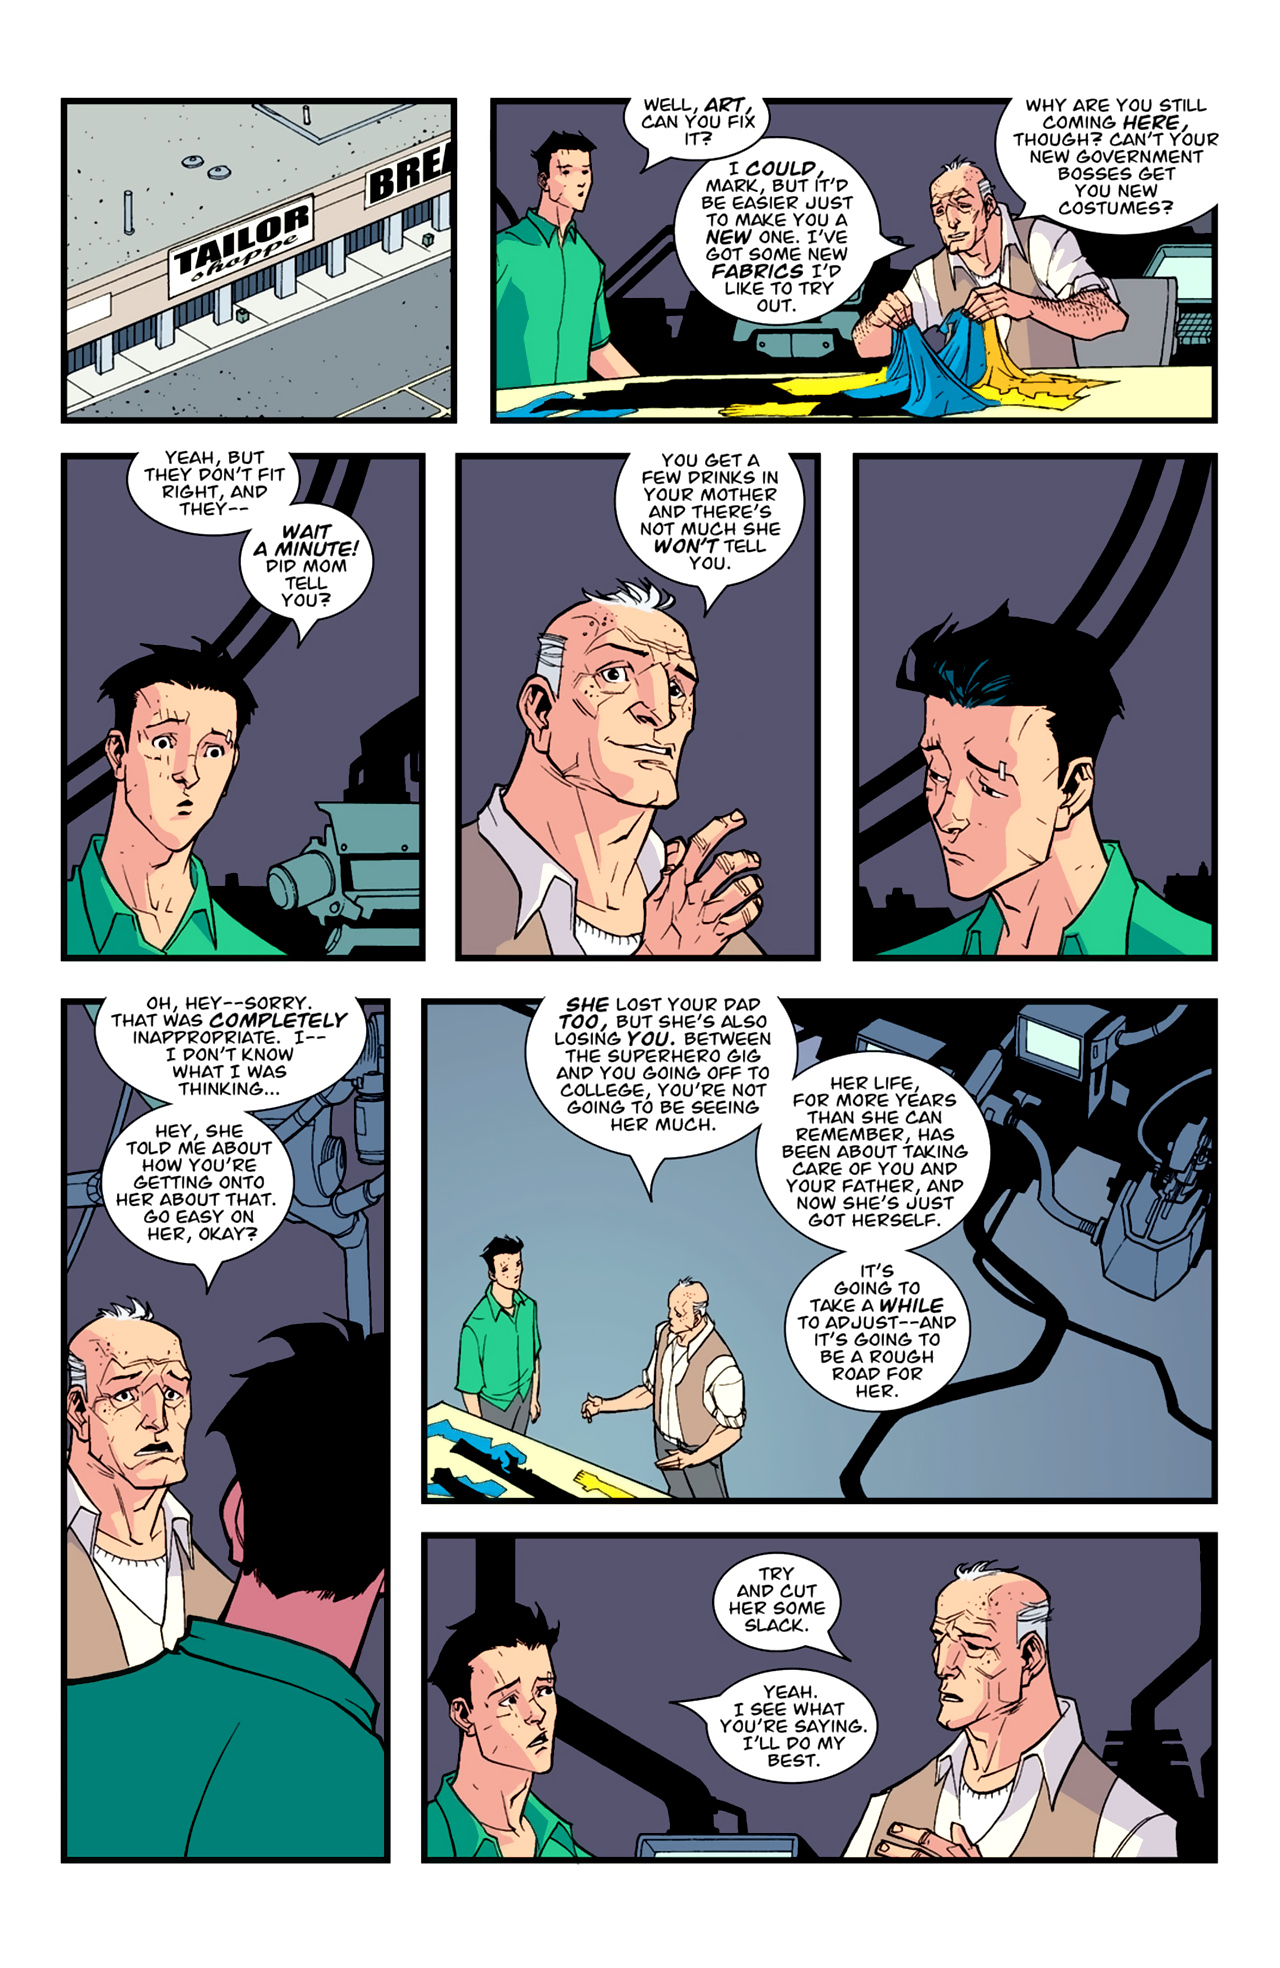 TAILOR
shoppe
BREA
WELL, ART,
CAN YOU FIX
IT?
I COULD,
MARK, BUT IT'D
BE EASIER JUST
TO MAKE YOU A
NEW ONE. I'VE
GOT SOME NEW
FABRICS I'D
LIKE TO TRY
OUT.
WHY ARE YOU STILL
COMING HERE,
THOUGH? CAN'T YOUR
NEW GOVERNMENT
BOSSES GET
YOU NEW
COSTUMES?
YEAH, BUT
THEY DON'T FIT
RIGHT, AND
THEY--
WAIT
A MINUTE!
DID MOM
TELL
YOU?
YOU GET A
FEW DRINKS IN
YOUR MOTHER
AND THERE'S
NOT MUCH SHE
WON'T TELL
YOU.
OH, HEY--SORRY.
THAT WAS COMPLETELY
INAPPROPRIATE. I--
I DON'T KNOW
WHAT I WAS
THINKING...
HEY, SHE
TOLD ME ABOUT
HOW YOU'RE
GETTING ONTO
HER ABOUT THAT.
GO EASY ON
HER, OKAY?
SHE LOST YOUR DAD
TOO, BUT SHE'S ALSO
LOSING YOU. BETWEEN
THE SUPERHERO GIG
AND YOU GOING OFF TO
COLLEGE, YOU'RE NOT
GOING TO BE SEEING
HER MUCH.
HER LIFE,
FOR MORE YEARS
THAN SHE CAN
REMEMBER, HAS
BEEN ABOUT TAKING
CARE OF YOU AND
YOUR FATHER, AND
NOW SHE'S JUST
GOT HERSELF.
IT'S
GOING TO
TAKE A WHILE
TO ADJUST--AND
IT'S GOING TO
BE A ROUGH
ROAD FOR
HER.
TRY
AND CUT
HER SOME
SLACK.
YEAH.
I SEE WHAT
YOU'RE SAYING.
I'LL DO MY
BEST.